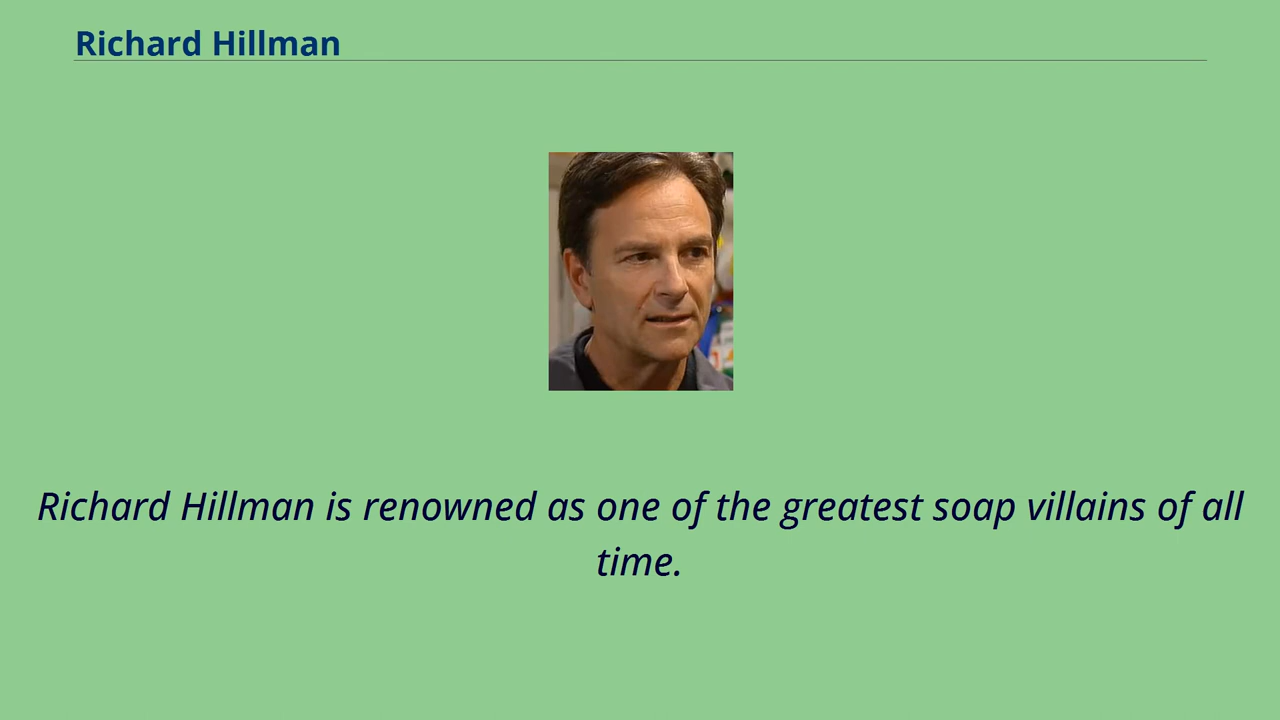 Richard Hillman
Richard Hillman is renowned as one of the greatest soap villains of all
time.